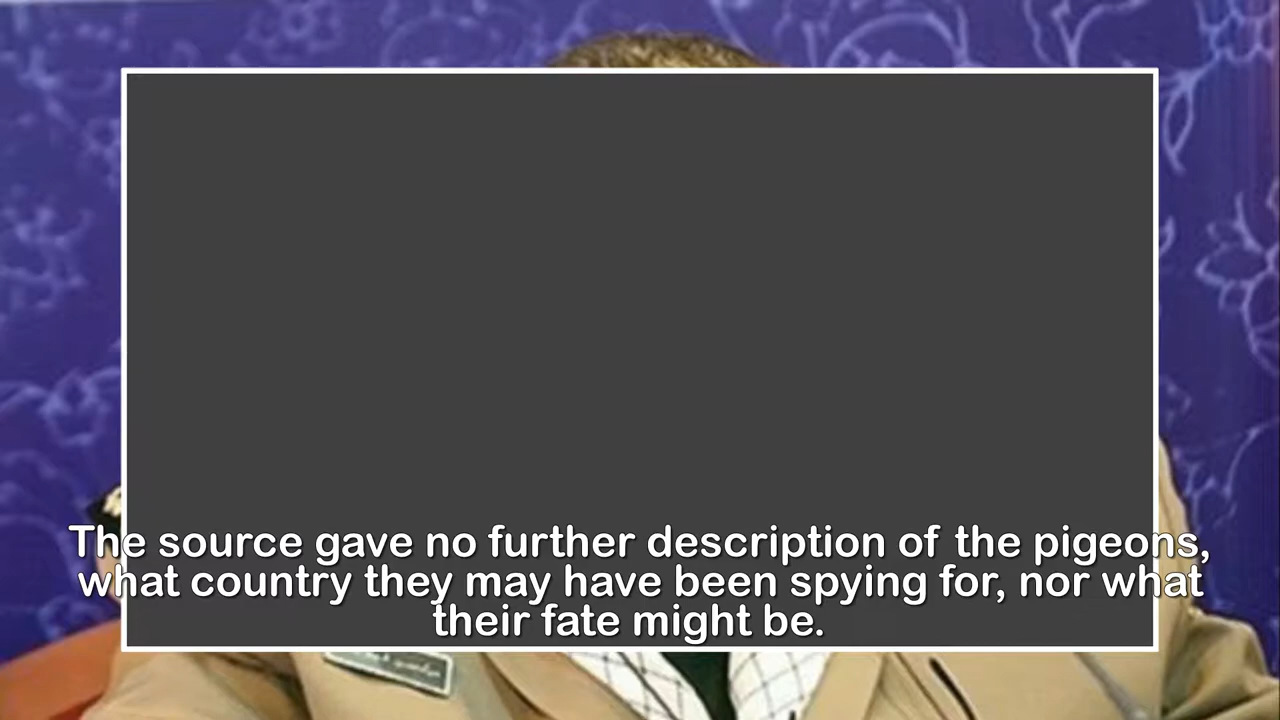 The source gave no further description of the pigeons,
what country they may have been spying for, nor what
their fate might be.